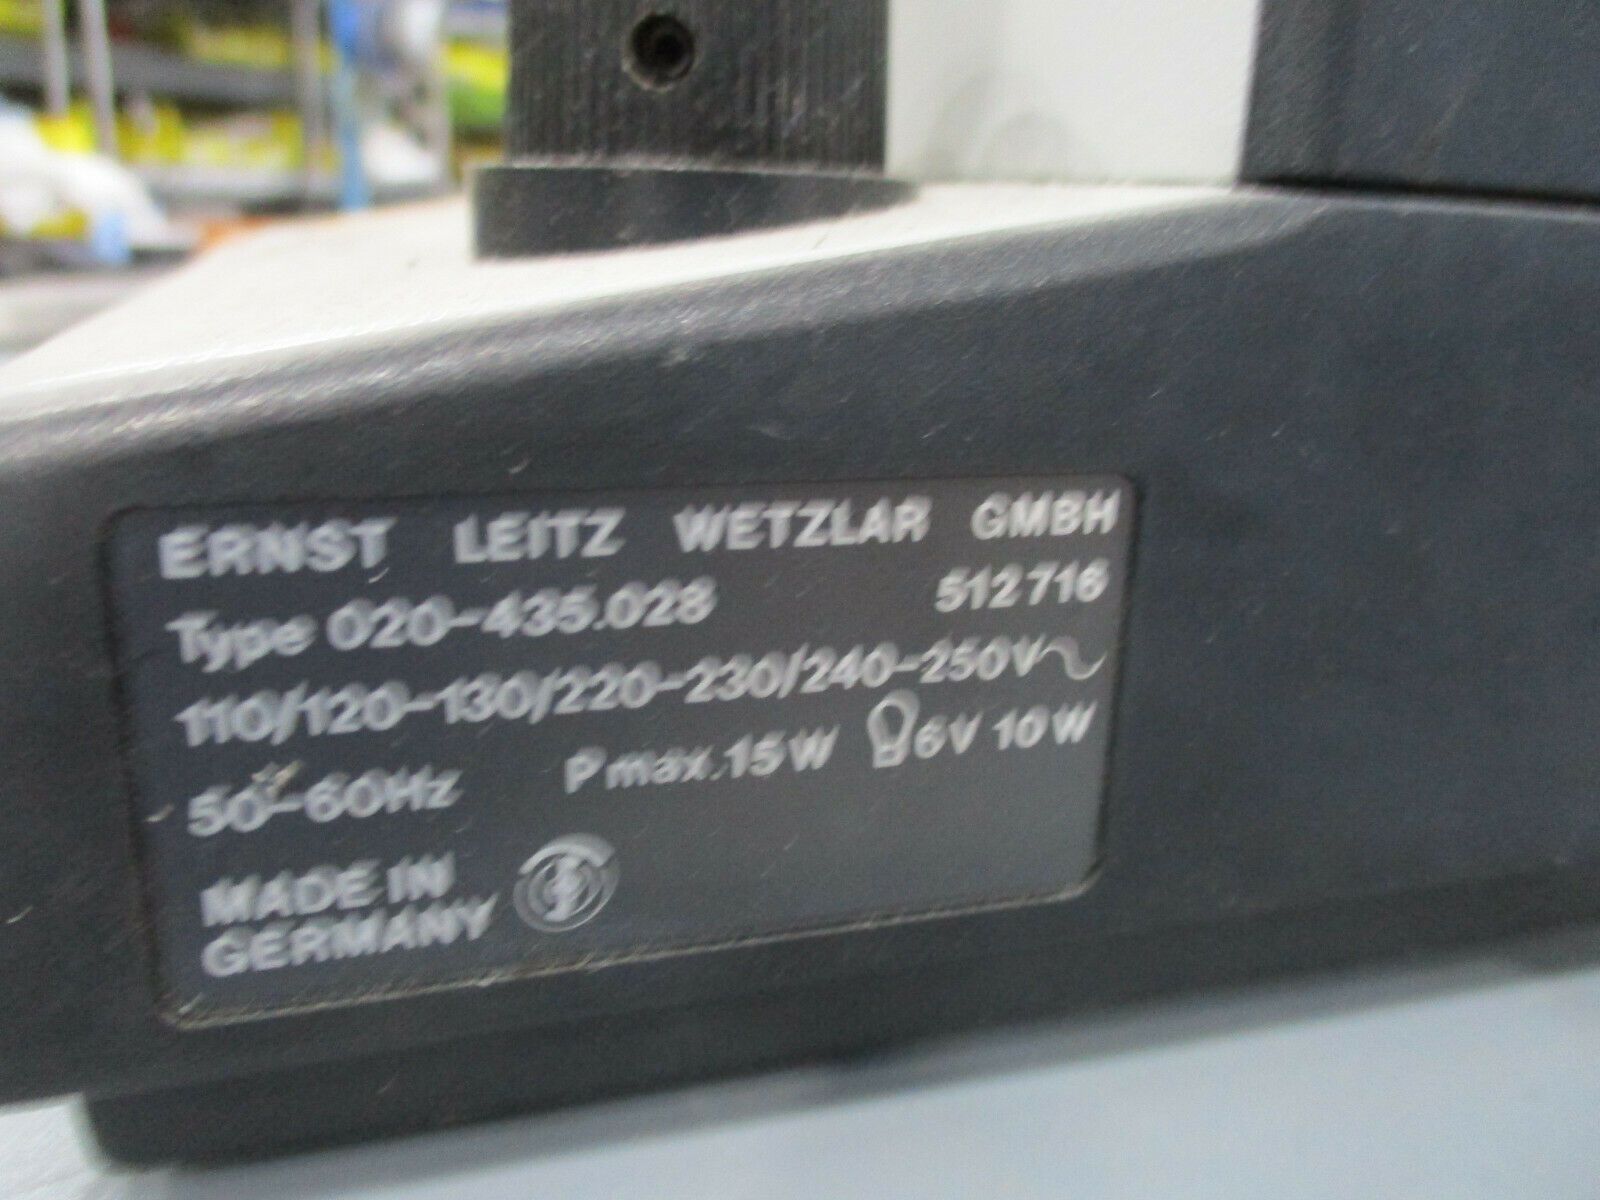 ERNST LEITZ WETZLAR GMBH
Type 020-435.028 512716
110/120-130/220-230/240-250V~
50-60Hz P max. 15W 6V 10W
MADE IN
GERMANY